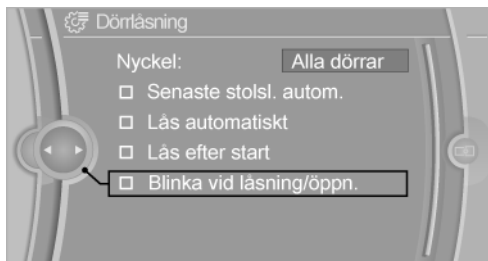 Dörrlåsning
Nyckel: Alla dörrar
Senaste stolsl. autom.
Lås automatiskt
Lås efter start
Blinka vid låsning/öppn.